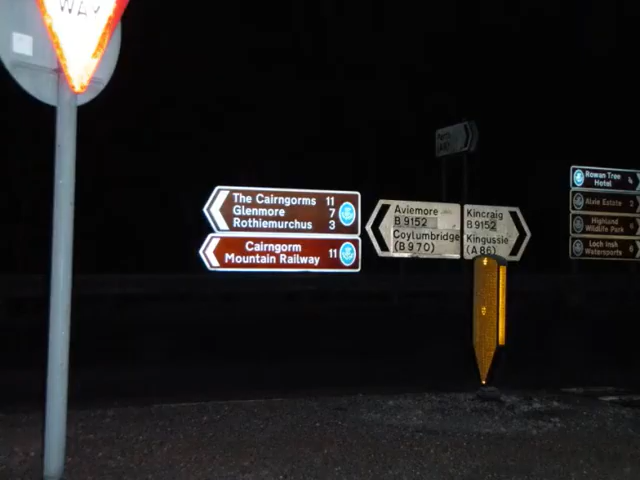 WAY
The Cairngorms 11
Glenmore 7
Rothiemurchus 3
Cairngorm
Mountain Railway 11
Aviemore
B 9152
Coylumbridge
(B 970)
Kincraig
B 9152
Kingussie
(A 86)
Rowan Tree
Hotel
Alvie Estate
Highland
Wildlife Park
Loch Insh
Watersports